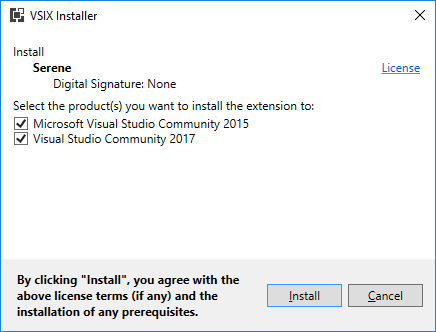 VSIX Installer
Install
Serene
License
Digital Signature: None
Select the product(s) you want to install the extension to:
Microsoft Visual Studio Community 2015
Visual Studio Community 2017
By clicking "Install", you agree with the
above license terms (if any) and the
installation of any prerequisites.
Install
Cancel